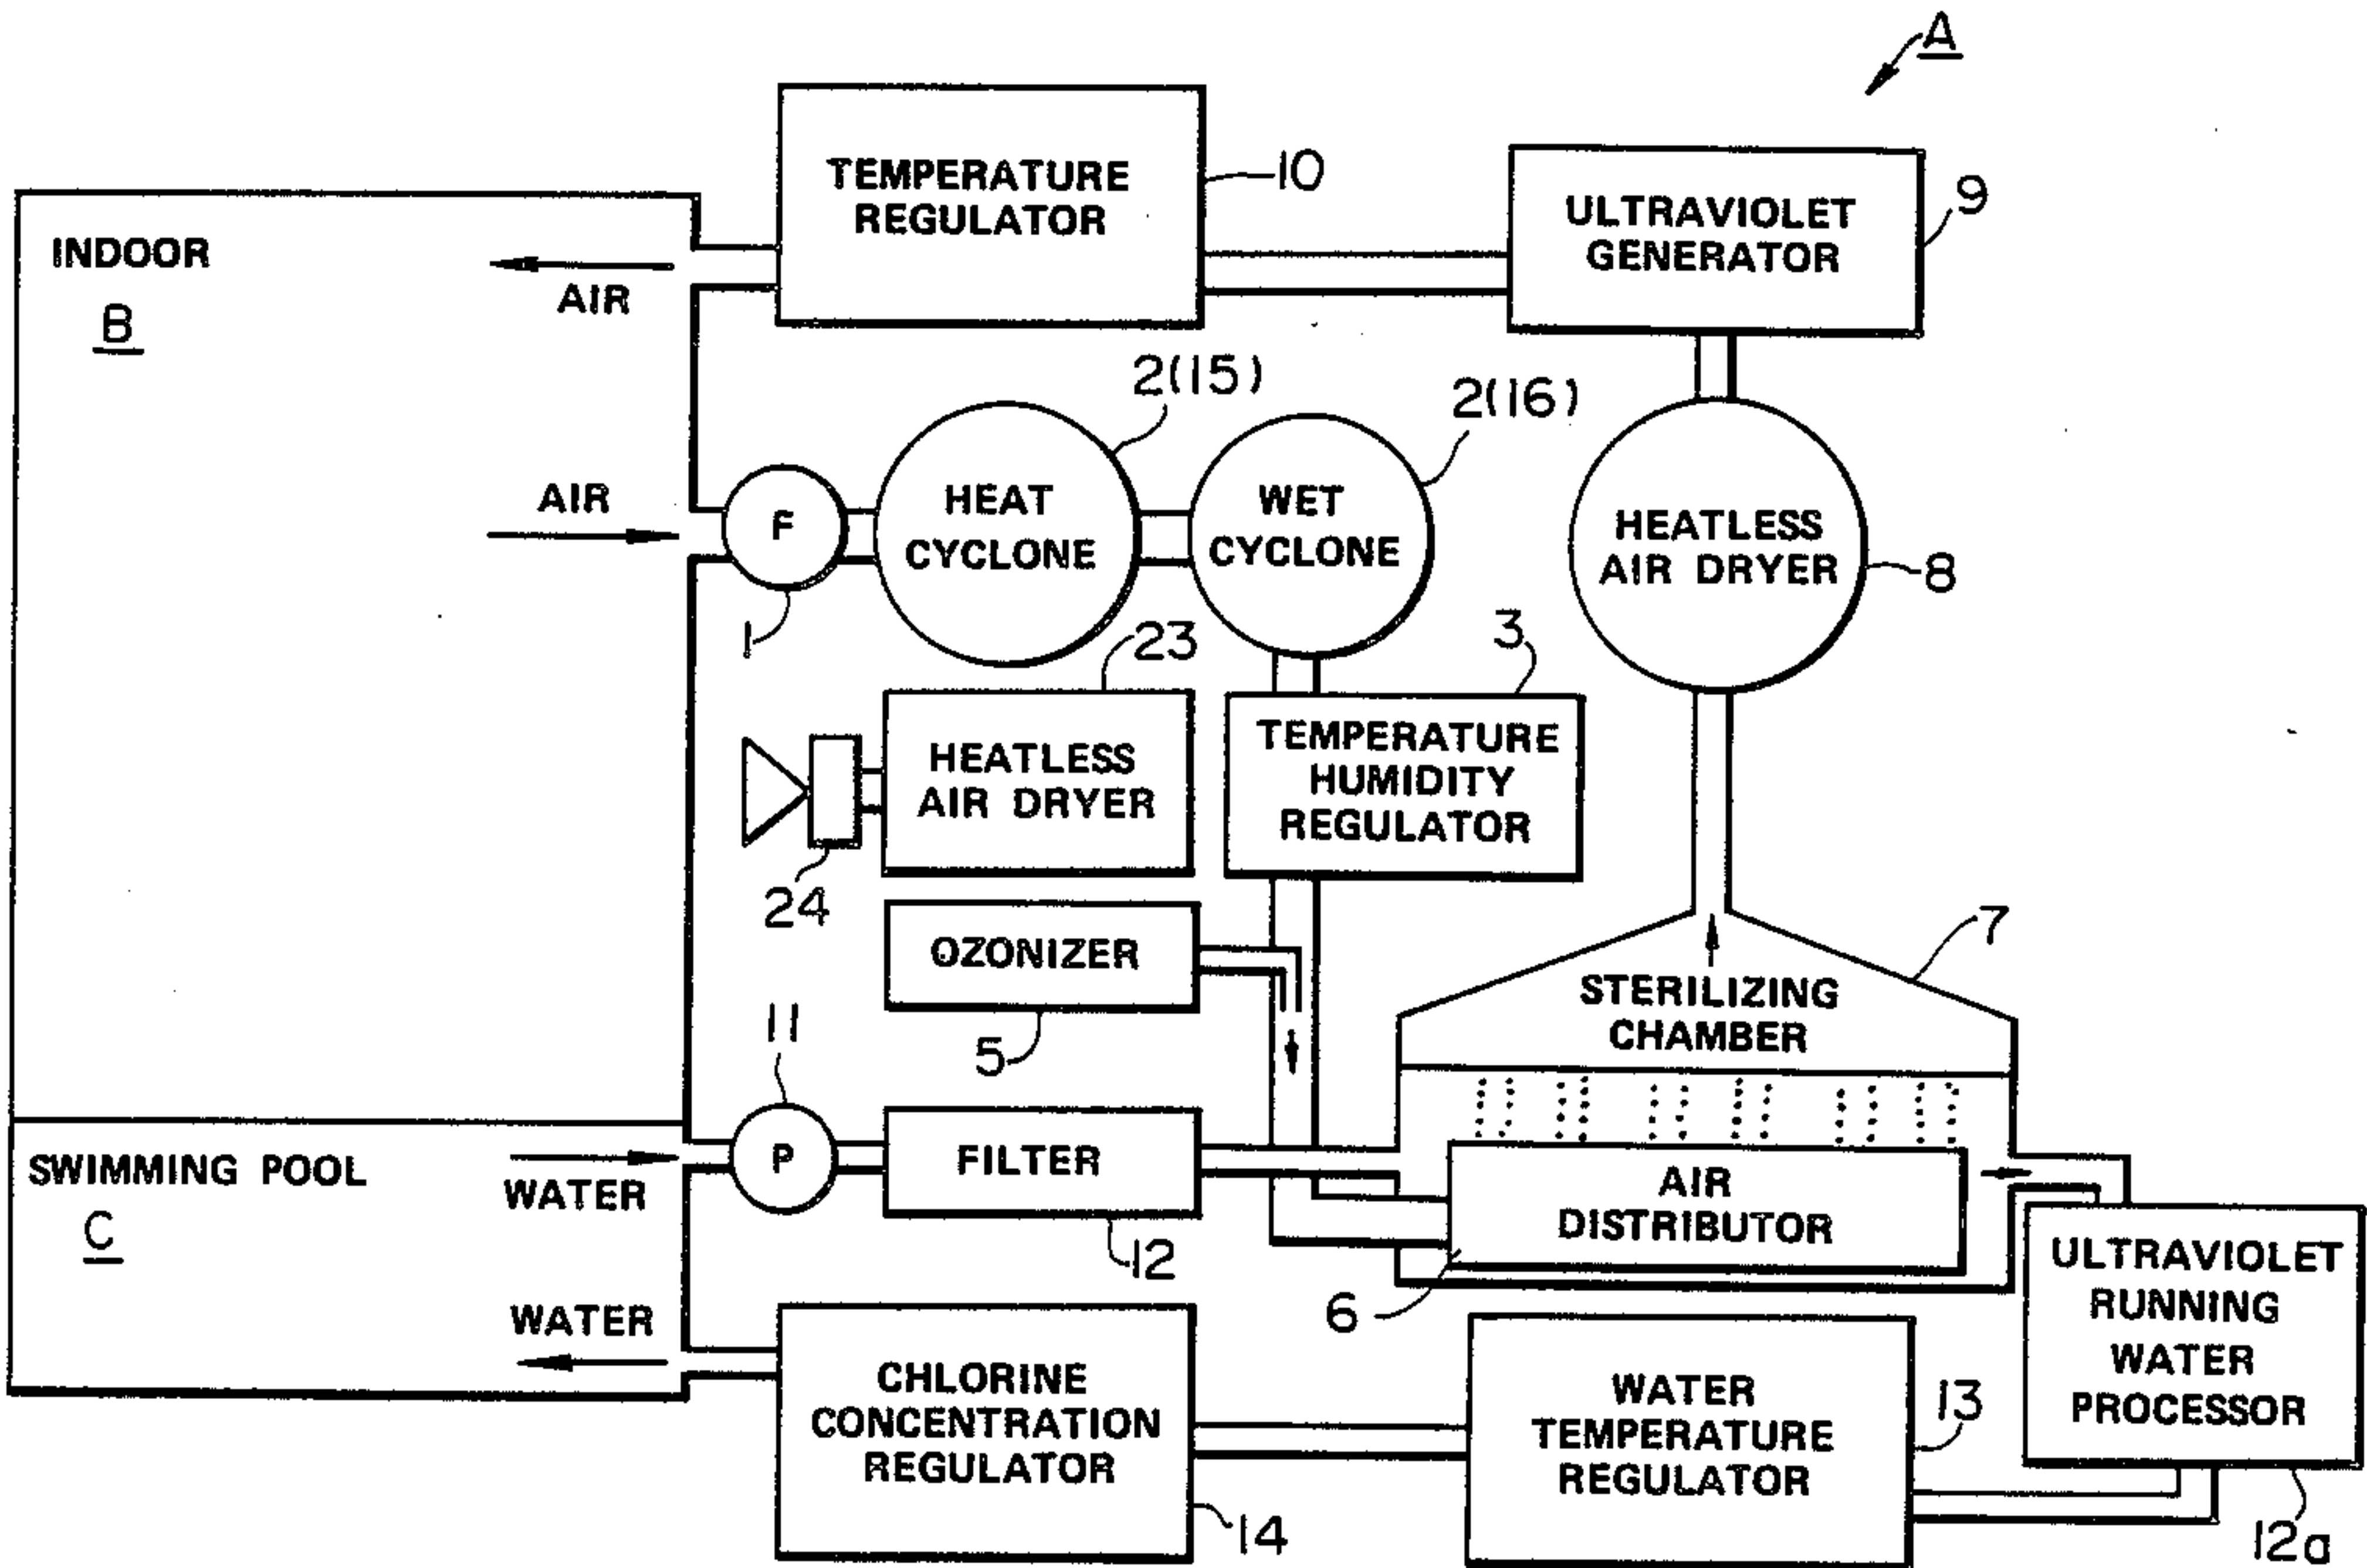 A
TEMPERATURE
REGULATOR
10
ULTRAVIOLET
GENERATOR
9
INDOOR
B
AIR
2(15)
2(16)
AIR
F
1
HEAT
CYCLONE
WET
CYCLONE
HEATLESS
AIR DRYER
8
23
3
HEATLESS
AIR DRYER
24
TEMPERATURE
HUMIDITY
REGULATOR
OZONIZER
5
7
STERILIZING
CHAMBER
11
SWIMMING POOL
C
WATER
P
FILTER
12
AIR
DISTRIBUTOR
6
ULTRAVIOLET
RUNNING
WATER
PROCESSOR
12a
WATER
CHLORINE
CONCENTRATION
REGULATOR
14
WATER
TEMPERATURE
REGULATOR
13